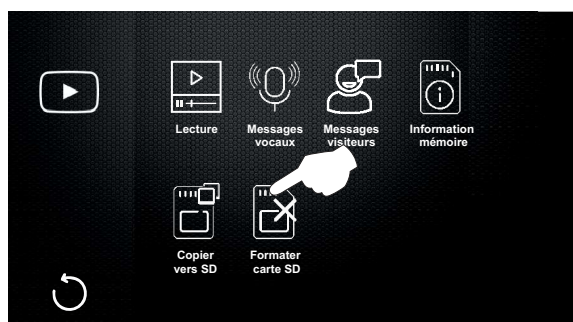 Lecture
Messages
vocaux
Messages
visiteurs
Information
mémoire
Copier
vers SD
Formater
carte SD